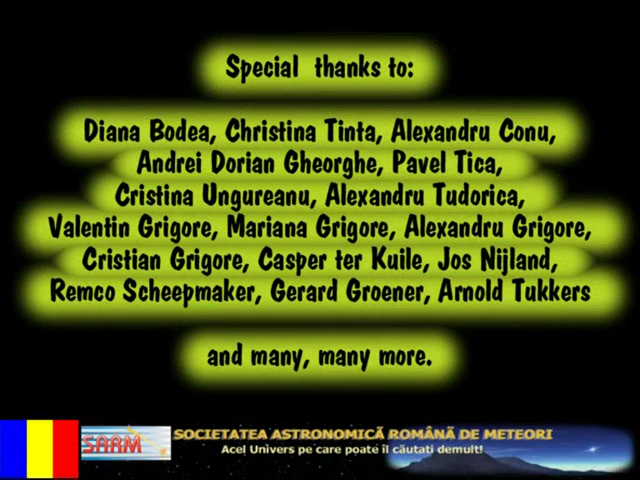 Special thanks to:
Diana Bodea, Christina Tinta, Alexandru Conu,
Andrei Dorian Gheorghe, Pavel Tica,
Cristina Ungureanu, Alexandru Tudorica,
Valentin Grigore, Mariana Grigore, Alexandru Grigore,
Cristian Grigore, Casper ter Kuile, Jos Nijland,
Remco Scheepmaker, Gerard Groener, Arnold Tukkers
and many, many more.
SARM
SOCIETATEA ASTRONOMICĂ ROMÂNĂ DE METEORI
Acel Univers pe care poate îl căutați demult!